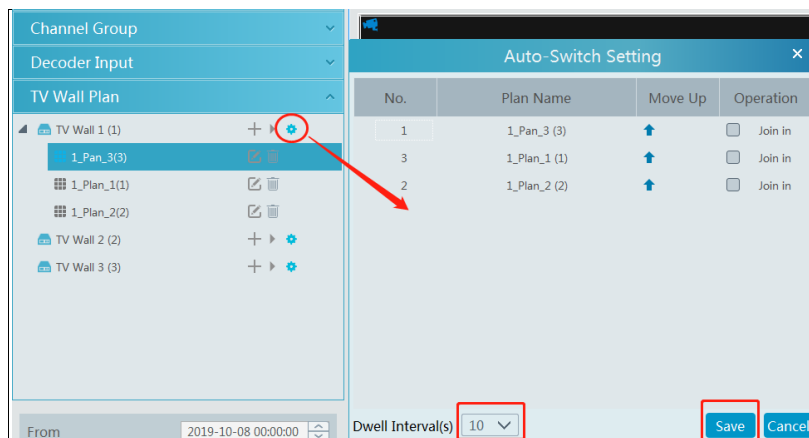 Channel Group
Decoder Input
TV Wall Plan
TV Wall 1 (1)
1_Pan_3(3)
1_Plan_1(1)
1_Plan_2(2)
TV Wall 2 (2)
TV Wall 3 (3)
From 2019-10-08 00:00:00
Auto-Switch Setting
No. Plan Name Move Up Operation
1 1_Pan_3 (3) Join in
3 1_Plan_1 (1) Join in
2 1_Plan_2 (2) Join in
Dwell Interval(s) 10 Save Cancel